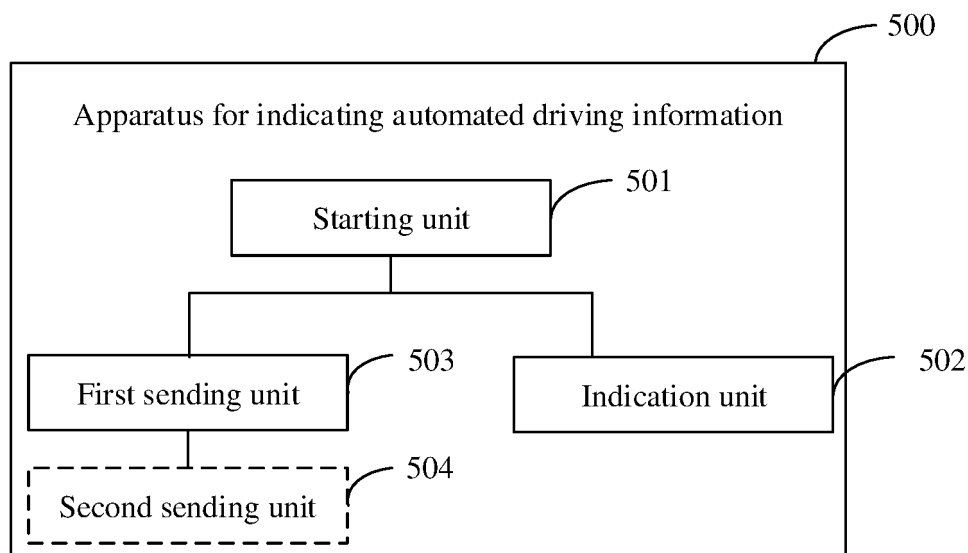 500
Apparatus for indicating automated driving information
501
Starting unit
503
First sending unit
502
Indication unit
504
Second sending unit